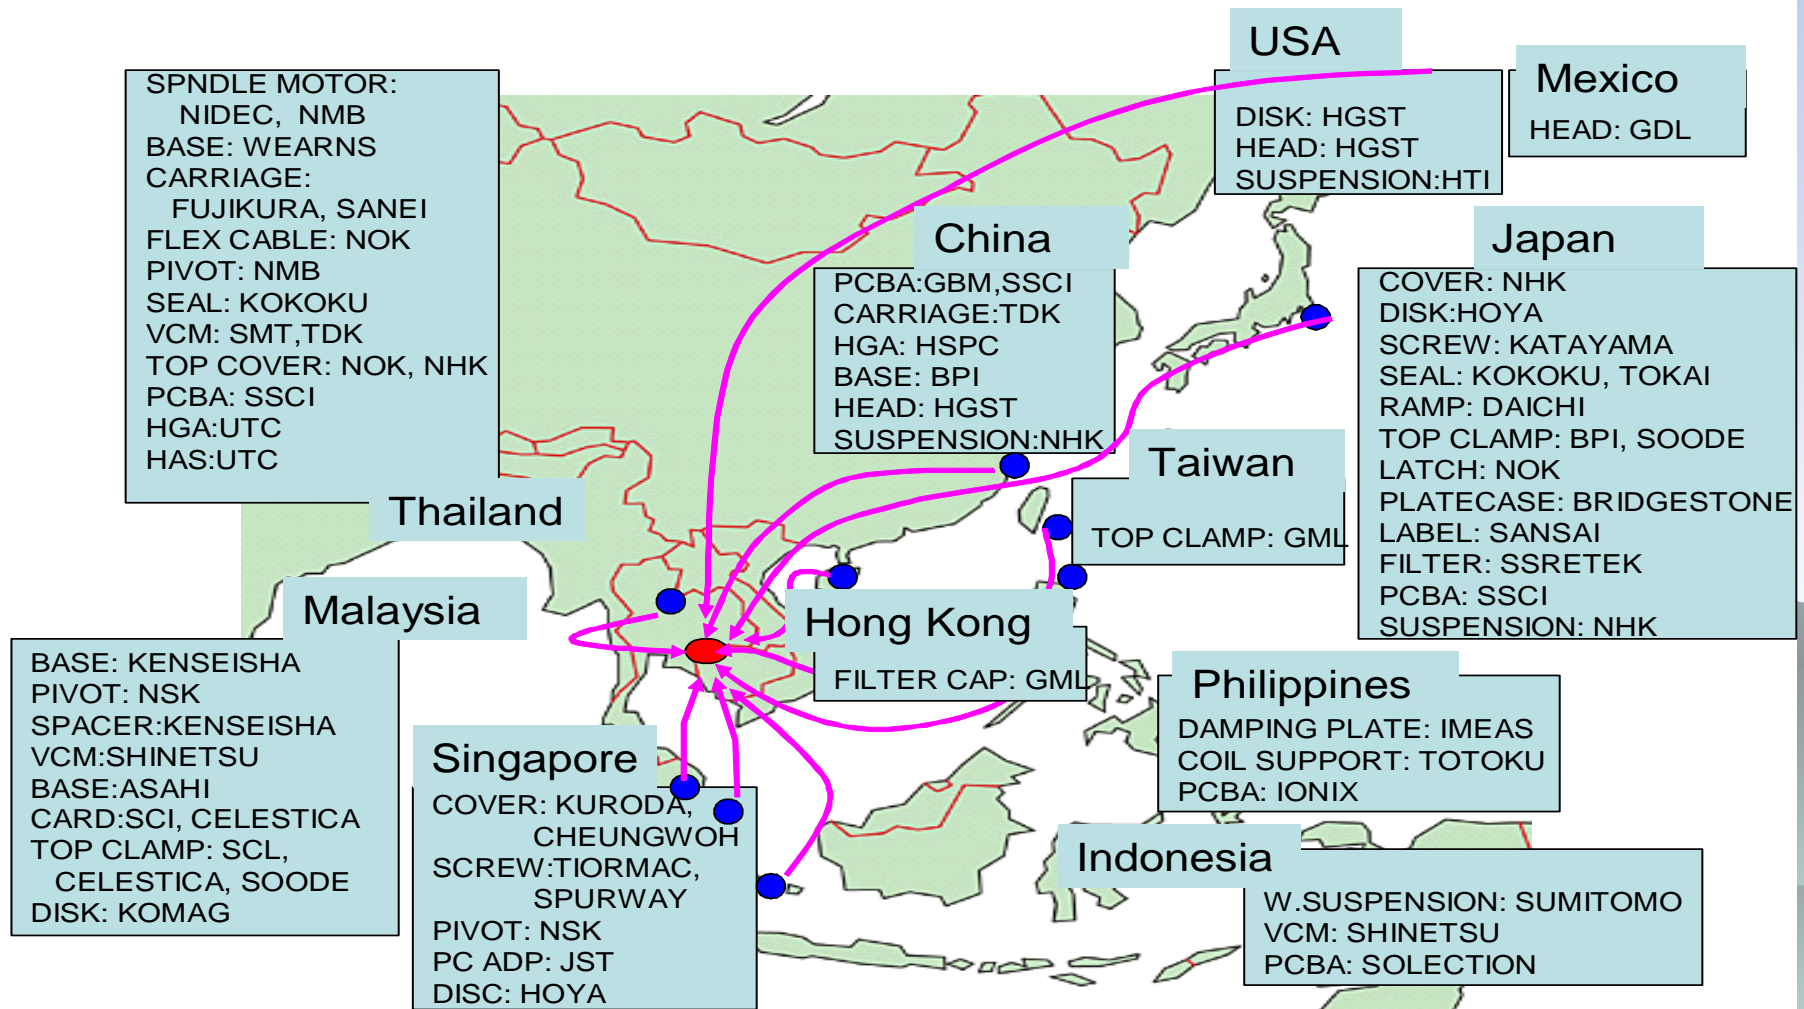 SPNDLE MOTOR:
NIDEC, NMB
BASE: WEARNS
CARRIAGE:
FUJIKURA, SANEI
FLEX CABLE: NOK
PIVOT: NMB
SEAL: KOKOKU
VCM: SMT,TDK
TOP COVER: NOK, NHK
PCBA: SSCI
HGA:UTC
HAS:UTC
Thailand
USA
DISK: HGST
HEAD: HGST
SUSPENSION:HTI
Mexico
HEAD: GDL
China
PCBA:GBM,SSCI
CARRIAGE:TDK
HGA: HSPC
BASE: BPI
HEAD: HGST
SUSPENSION:NHK
Japan
COVER: NHK
DISK:HOYA
SCREW: KATAYAMA
SEAL: KOKOKU, TOKAI
RAMP: DAICHI
TOP CLAMP: BPI, SOODE
LATCH: NOK
PLATECASE: BRIDGESTONE
LABEL: SANSAI
FILTER: SSRETEK
PCBA: SSCI
SUSPENSION: NHK
Taiwan
TOP CLAMP: GML
Malaysia
BASE: KENSEISHA
PIVOT: NSK
SPACER:KENSEISHA
VCM:SHINETSU
BASE:ASAHI
CARD:SCI, CELESTICA
TOP CLAMP: SCL,
CELESTICA, SOODE
DISK: KOMAG
Hong Kong
FILTER CAP: GML
Singapore
COVER: KURODA,
CHEUNGWOH
SCREW:TIORMAC,
SPURWAY
PIVOT: NSK
PC ADP: JST
DISC: HOYA
Philippines
DAMPING PLATE: IMEAS
COIL SUPPORT: TOTOKU
PCBA: IONIX
Indonesia
W.SUSPENSION: SUMITOMO
VCM: SHINETSU
PCBA: SOLECTION